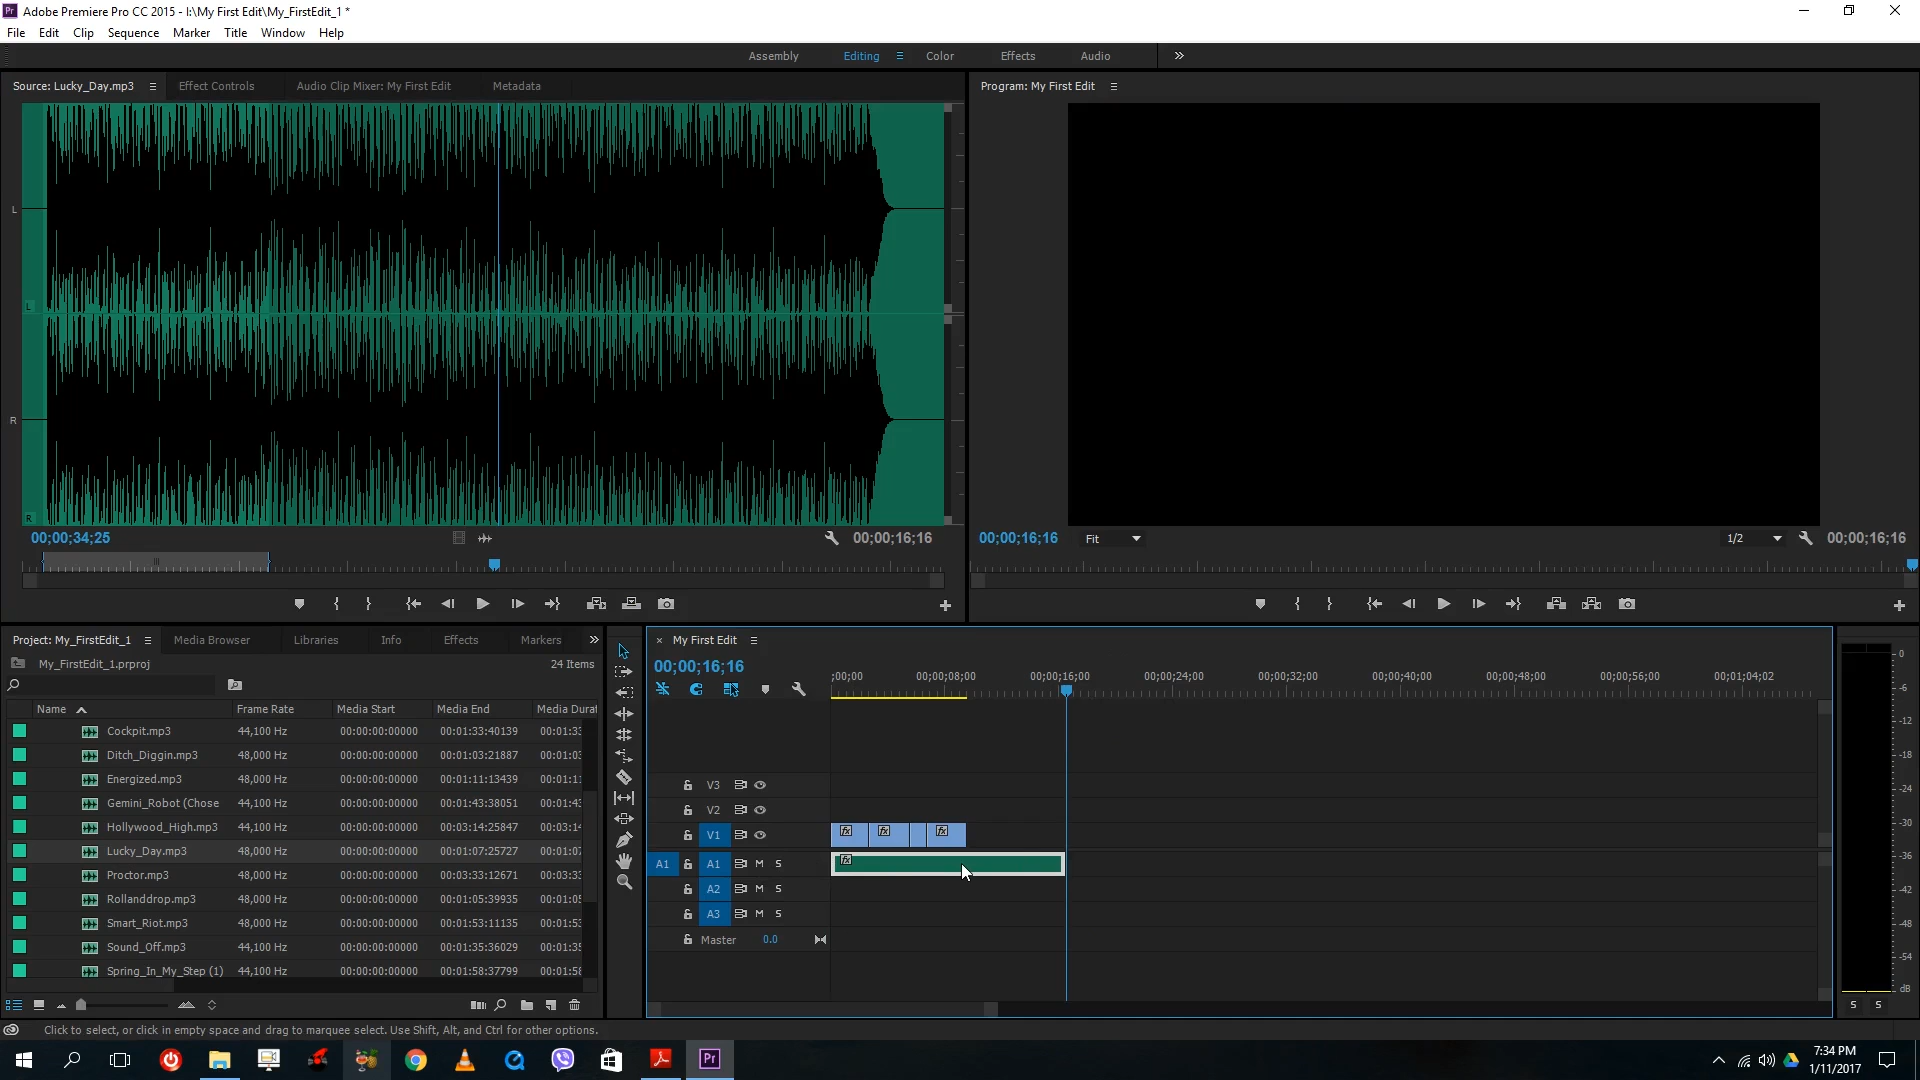 Pr Adobe Premiere Pro CC 2015 - I:\My First Edit\My_FirstEdit_1 *
File Edit Clip Sequence Marker Title Window Help
Assembly Editing Color Effects Audio
Source: Lucky_Day.mp3 Effect Controls Audio Clip Mixer: My First Edit Metadata
Program: My First Edit
L
L
R
R
00;00;34;25 00;00;16;16
00;00;16;16 Fit 1/2 00;00;16;16
Project: My_FirstEdit_1 Media Browser Libraries Info Effects Markers
My_FirstEdit_1.prproj 24 Items
Name Frame Rate Media Start Media End Media Durat
Cockpit.mp3 44,100 Hz 00:00:00:00000 00:01:33:40139 00:01:33
Ditch_Diggin.mp3 48,000 Hz 00:00:00:00000 00:01:03:21887 00:01:03
Energized.mp3 48,000 Hz 00:00:00:00000 00:01:11:13439 00:01:11
Gemini_Robot (Chose 44,100 Hz 00:00:00:00000 00:01:43:38051 00:01:43
Hollywood_High.mp3 44,100 Hz 00:00:00:00000 00:03:14:25847 00:03:14
Lucky_Day.mp3 48,000 Hz 00:00:00:00000 00:01:07:25727 00:01:07
Proctor.mp3 48,000 Hz 00:00:00:00000 00:03:33:12671 00:03:33
Rollanddrop.mp3 48,000 Hz 00:00:00:00000 00:01:05:39935 00:01:05
Smart_Riot.mp3 48,000 Hz 00:00:00:00000 00:01:53:11135 00:01:53
Sound_Off.mp3 44,100 Hz 00:00:00:00000 00:01:35:36029 00:01:35
Spring_In_My_Step (1) 44,100 Hz 00:00:00:00000 00:01:58:37799 00:01:58
× My First Edit
00;00;16;16
;00;00 00;00;08;00 00;00;16;00 00;00;24;00 00;00;32;00 00;00;40;00 00;00;48;00 00;00;56;00 00;01;04;02
V3
V2
V1 fx fx fx
A1 A1 M S fx
A2 M S
A3 M S
Master 0.0
0
-6
-12
-18
-24
-30
-36
-42
-48
-54
dB
S S
Click to select, or click in empty space and drag to marquee select. Use Shift, Alt, and Ctrl for other options.
Pr
7:34 PM
1/11/2017